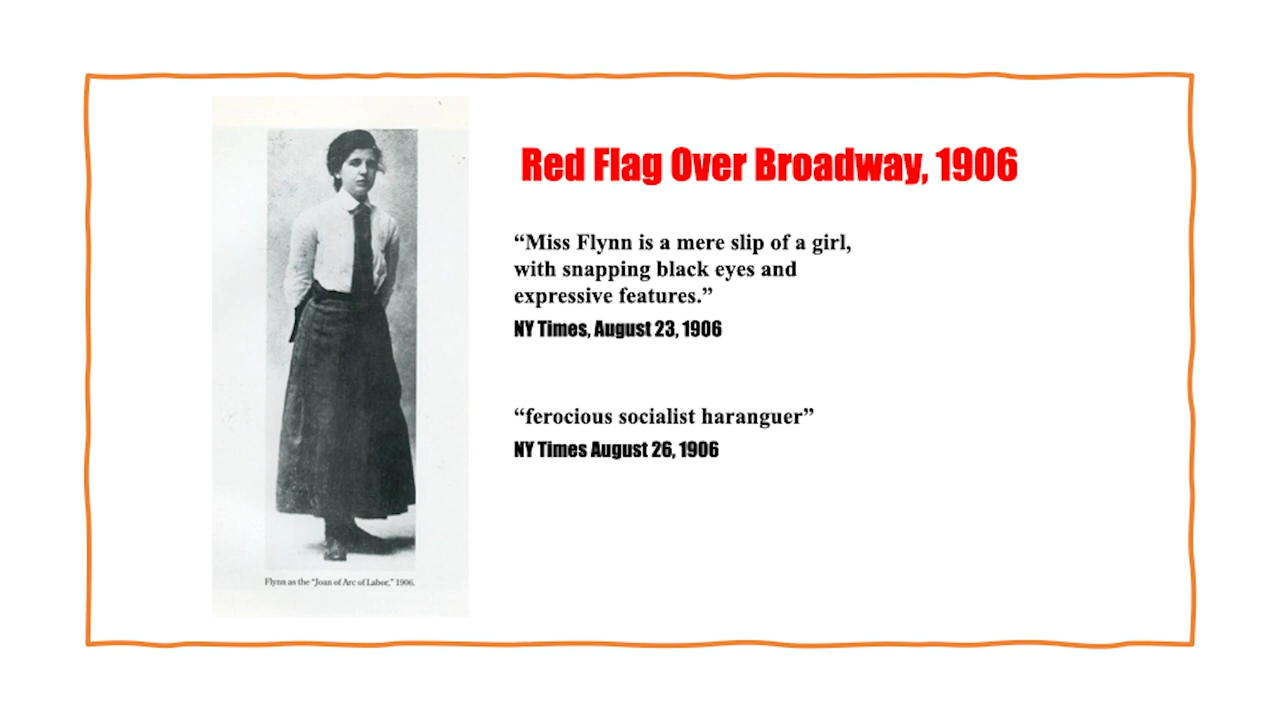 Red Flag Over Broadway, 1906
“Miss Flynn is a mere slip of a girl,
with snapping black eyes and
expressive features.”
NY Times, August 23, 1906
“ferocious socialist haranguer”
NY Times August 26, 1906
Flynn as the “Joan of Arc of Labor,” 1906.